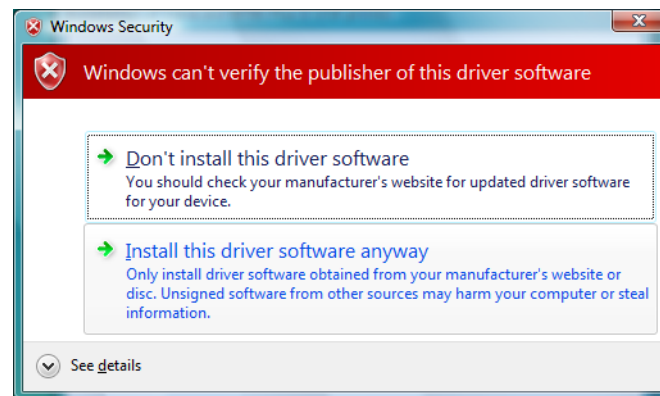 Windows Security
Windows can't verify the publisher of this driver software
Don't install this driver software
You should check your manufacturer's website for updated driver software
for your device.
Install this driver software anyway
Only install driver software obtained from your manufacturer's website or
disc. Unsigned software from other sources may harm your computer or steal
information.
See details